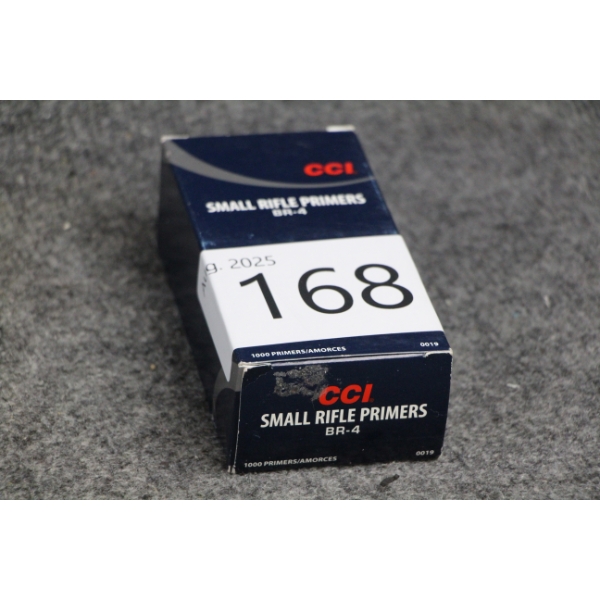 CCI
SMALL RIFLE PRIMERS
BR-4
g. 2025
168
1000 PRIMERS/AMORCES 0019
CCI
SMALL RIFLE PRIMERS
BR-4
1000 PRIMERS/AMORCES 0019